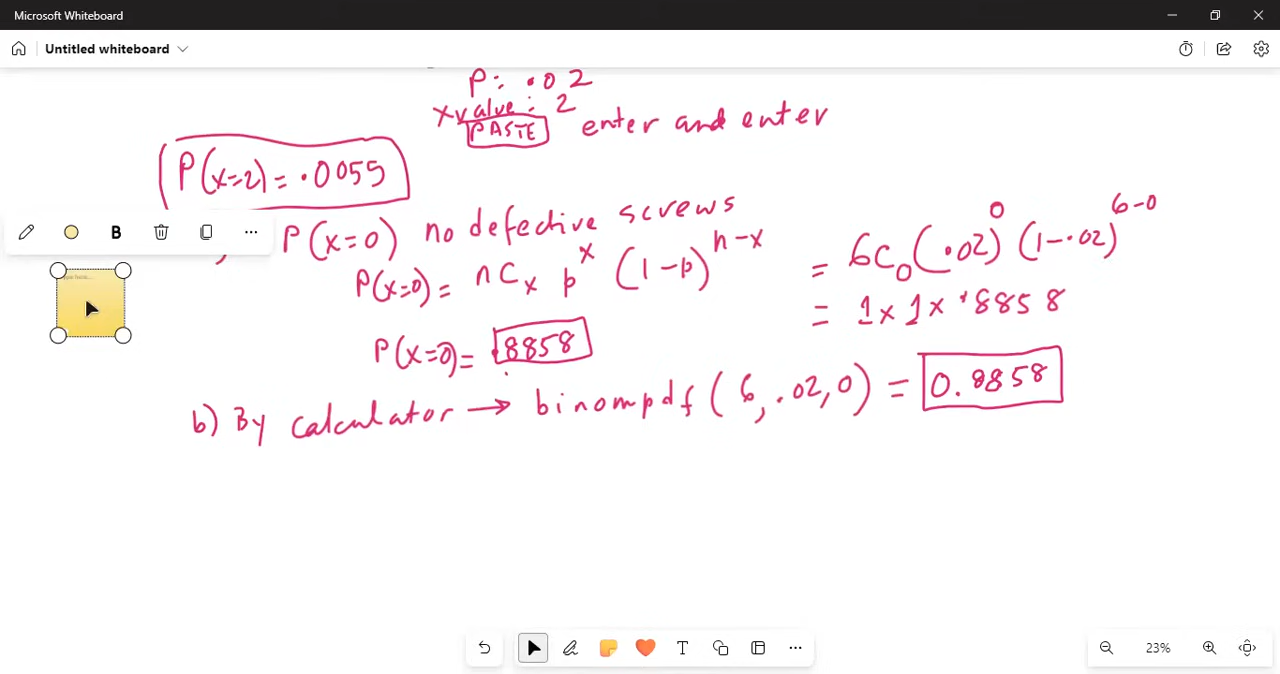 Microsoft Whiteboard
Untitled whiteboard
P: .02
x value: 2
PASTE enter and enter
P(x=2) = .0055
B
P(x=0) no defective screws
P(x=0) = nCx p^x (1-p)^n-x = 6C0 (.02)^0 (1-.02)^6-0
= 1 x 1 x .8858
P(x=0) = .8858
b) By calculator → binompdf (6, .02, 0) = 0.8858
T
23%